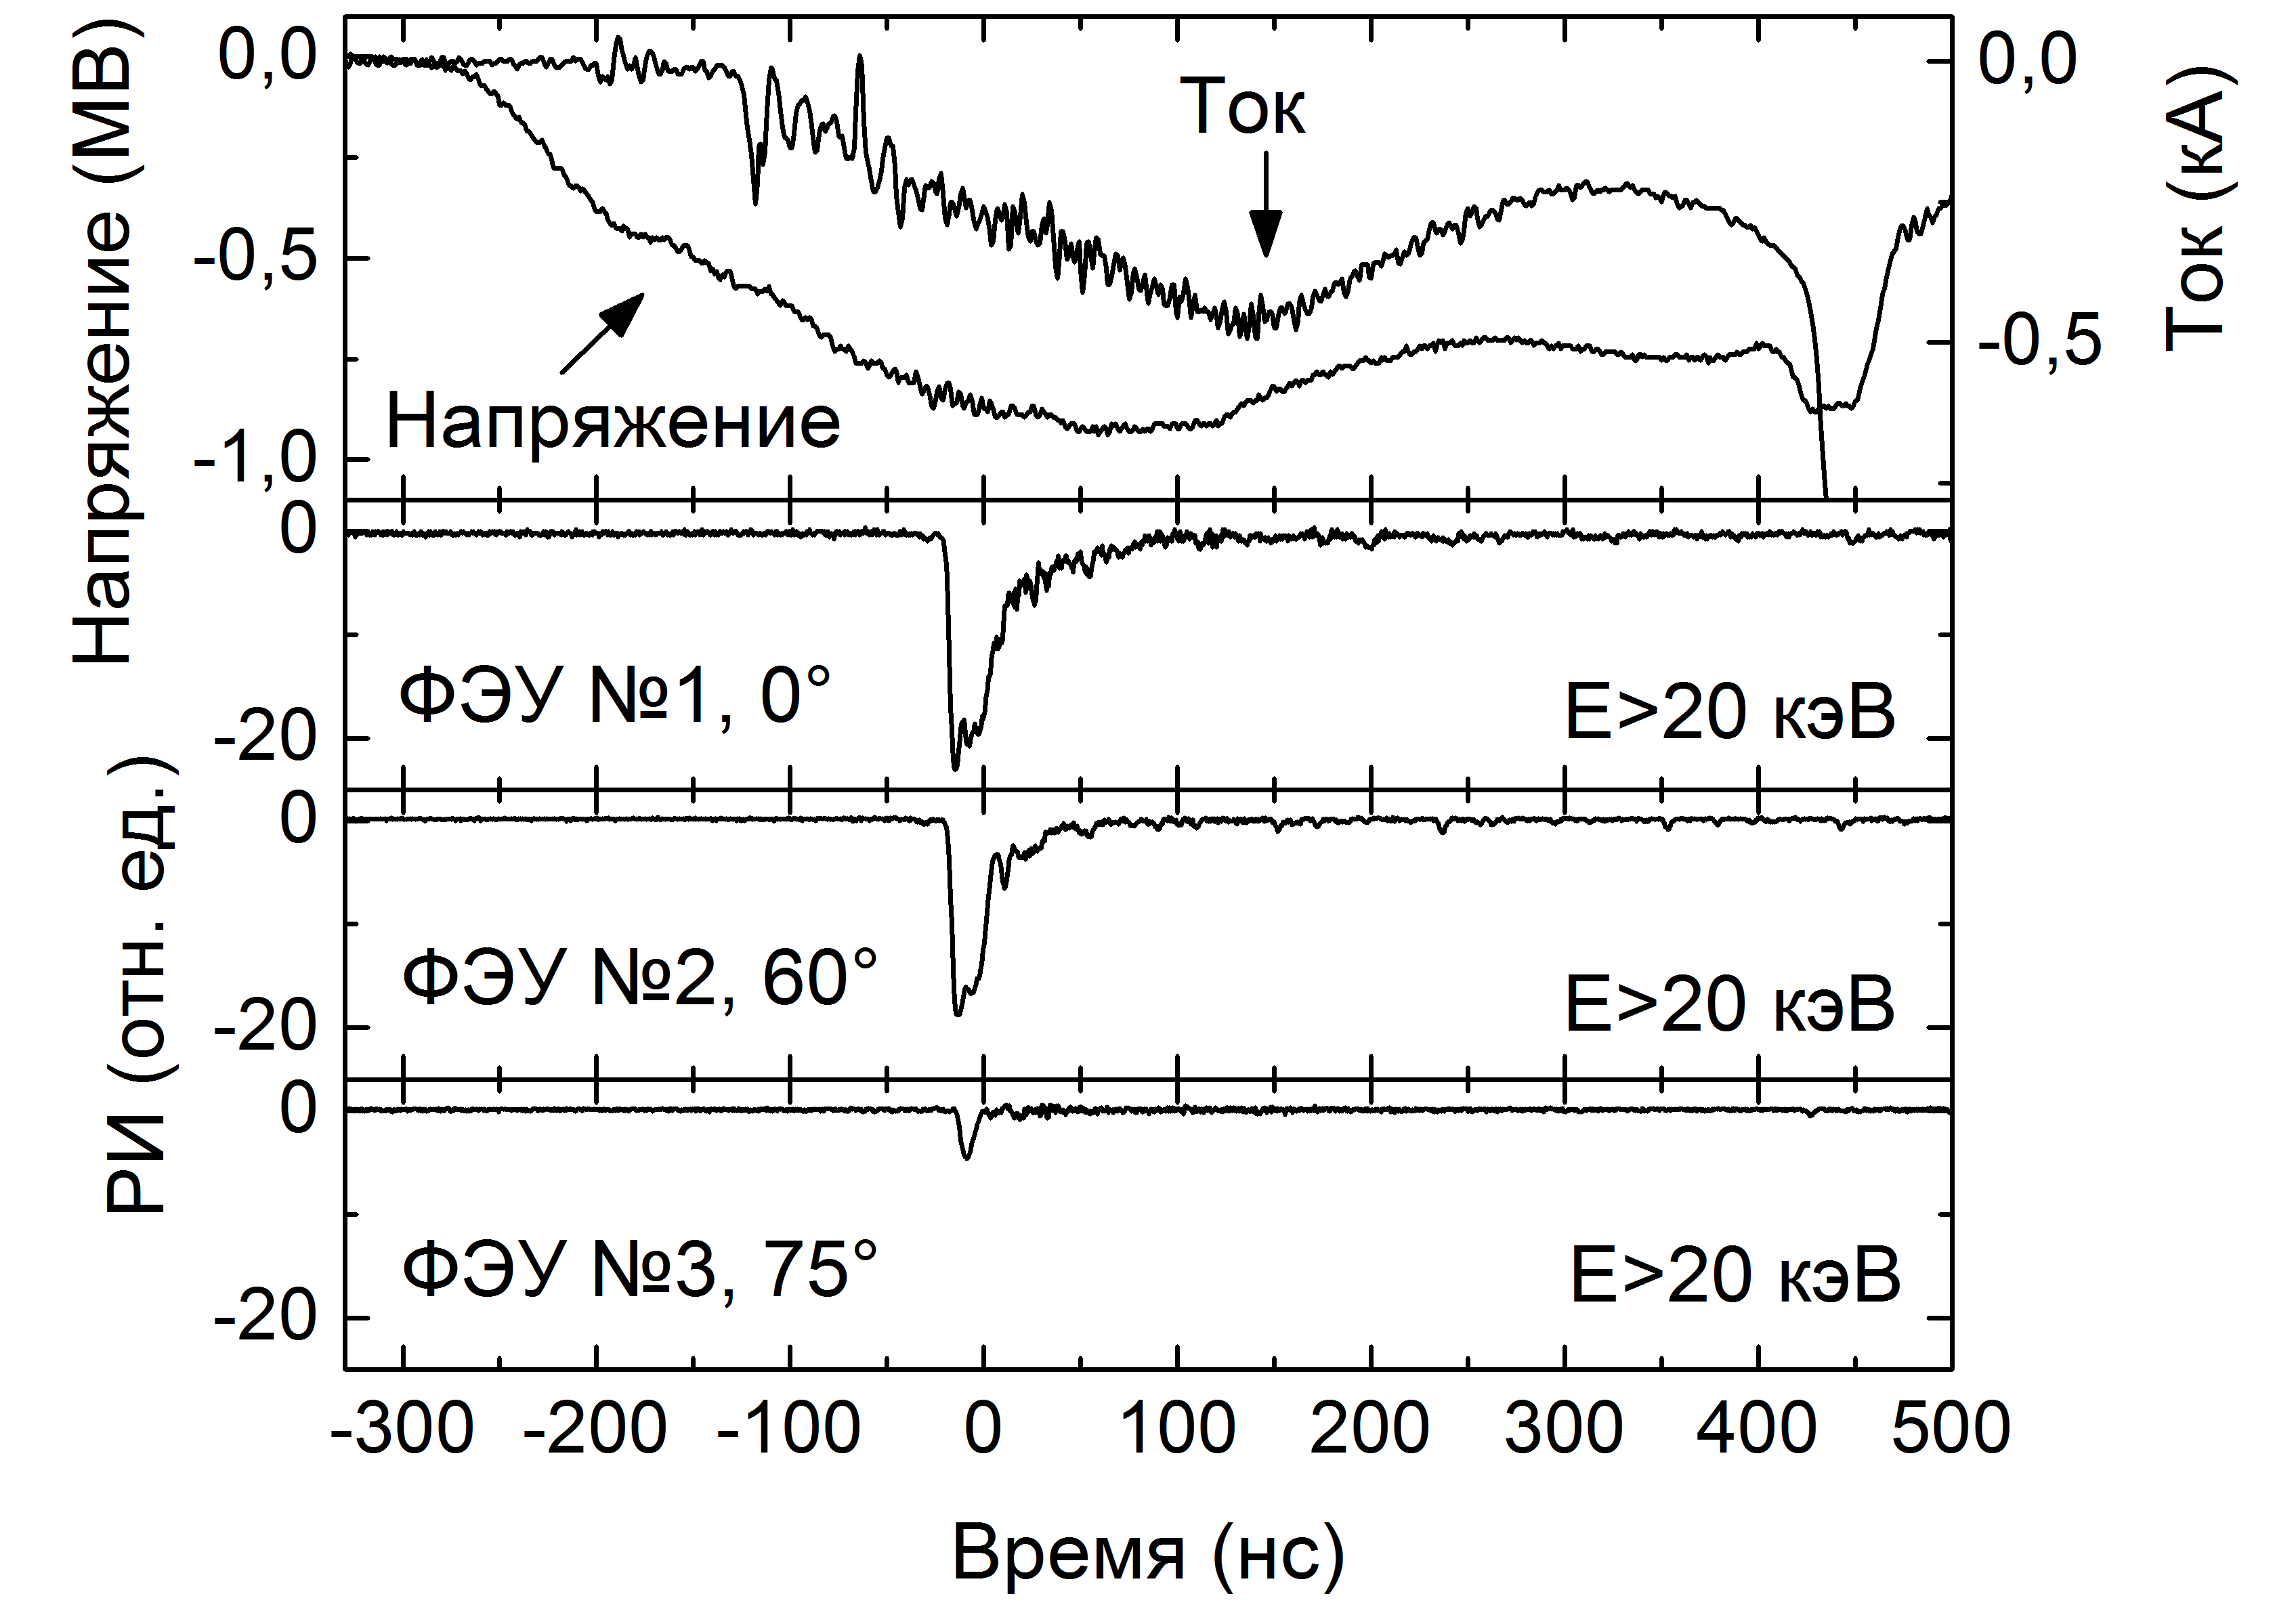 Напряжение (МВ)
0,0
-0,5
-1,0
Ток
Напряжение
0,0
-0,5
Ток (кА)
РИ (отн. ед.)
0
-20
ФЭУ №1, 0°
E>20 кэВ
0
-20
ФЭУ №2, 60°
E>20 кэВ
0
-20
ФЭУ №3, 75°
E>20 кэВ
-300 -200 -100 0 100 200 300 400 500
Время (нс)